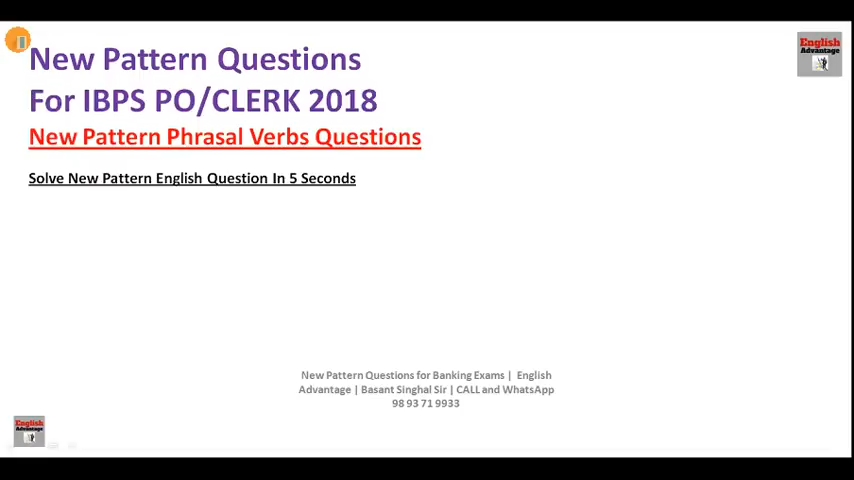 New Pattern Questions
For IBPS PO/CLERK 2018
New Pattern Phrasal Verbs Questions
Solve New Pattern English Question In 5 Seconds
English
Advantage
New Pattern Questions for Banking Exams | English
Advantage | Basant Singhal Sir | CALL and WhatsApp
98 93 71 9933
English
Advantage